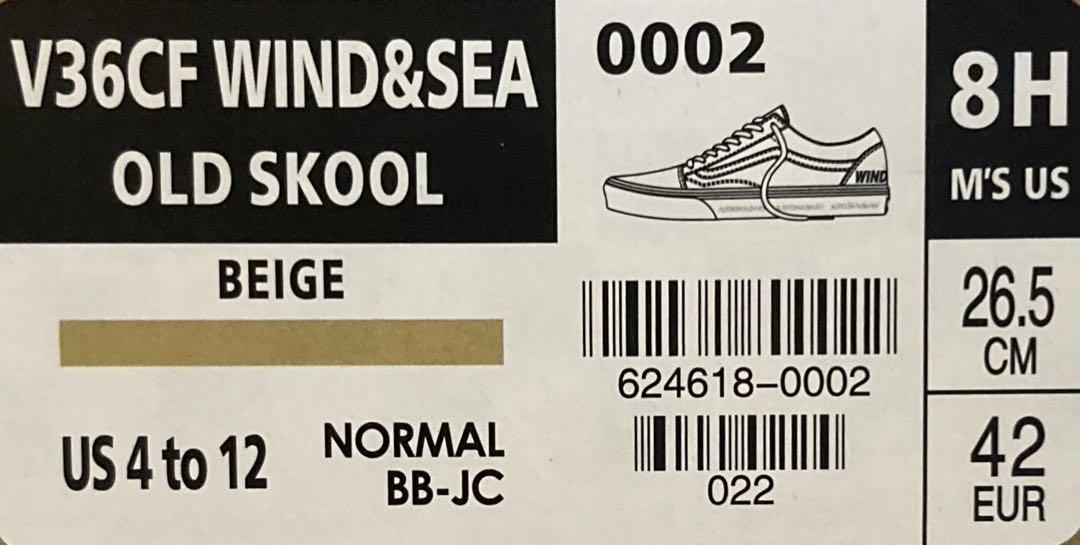 V36CF WIND&SEA
OLD SKOOL
BEIGE
US 4 to 12
NORMAL
BB-JC
0002
WIND
624618-0002
022
8H
M'S US
26.5
CM
42
EUR